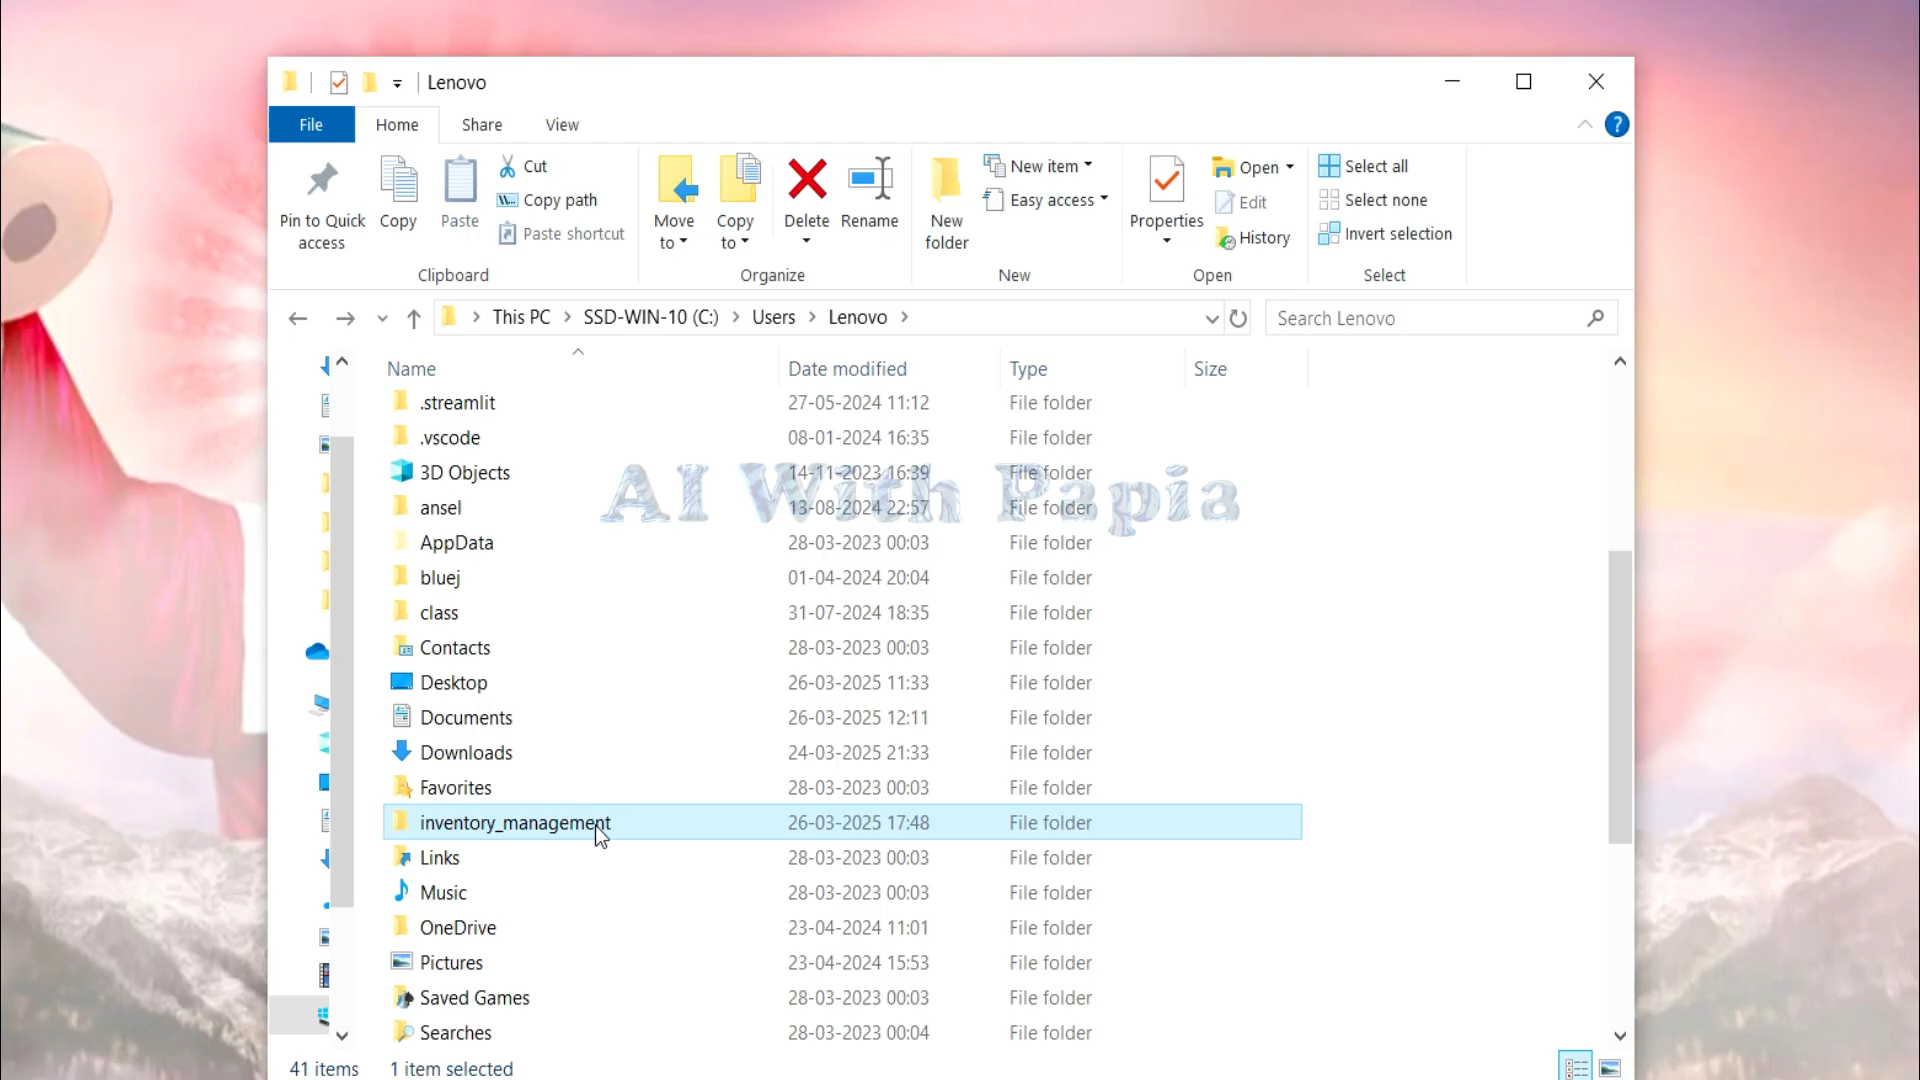 Lenovo
File Home Share View
Pin to Quick access
Copy
Paste
Cut
Copy path
Paste shortcut
Clipboard
Move to
Copy to
Delete
Rename
Organize
New folder
New item
Easy access
New
Properties
Open
Edit
History
Open
Select all
Select none
Invert selection
Select
This PC > SSD-WIN-10 (C:) > Users > Lenovo >
Search Lenovo
Name Date modified Type Size
.streamlit 27-05-2024 11:12 File folder
.vscode 08-01-2024 16:35 File folder
3D Objects 14-11-2023 16:39 File folder
AI With Papia
ansel 13-08-2024 22:57 File folder
AppData 28-03-2023 00:03 File folder
bluej 01-04-2024 20:04 File folder
class 31-07-2024 18:35 File folder
Contacts 28-03-2023 00:03 File folder
Desktop 26-03-2025 11:33 File folder
Documents 26-03-2025 12:11 File folder
Downloads 24-03-2025 21:33 File folder
Favorites 28-03-2023 00:03 File folder
inventory_management 26-03-2025 17:48 File folder
Links 28-03-2023 00:03 File folder
Music 28-03-2023 00:03 File folder
OneDrive 23-04-2024 11:01 File folder
Pictures 23-04-2024 15:53 File folder
Saved Games 28-03-2023 00:03 File folder
Searches 28-03-2023 00:04 File folder
41 items 1 item selected